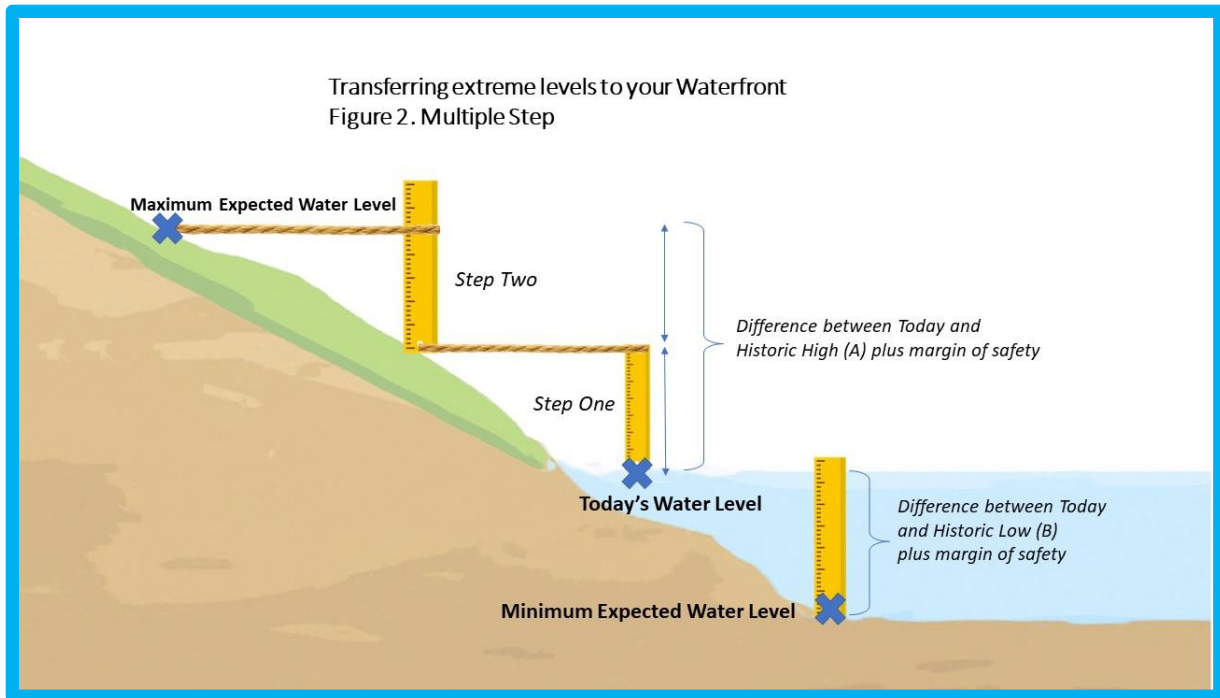 Transferring extreme levels to your Waterfront
Figure 2. Multiple Step
Maximum Expected Water Level
Step Two
Difference between Today and
Historic High (A) plus margin of safety
Step One
Today's Water Level
Difference between Today
and Historic Low (B)
plus margin of safety
Minimum Expected Water Level